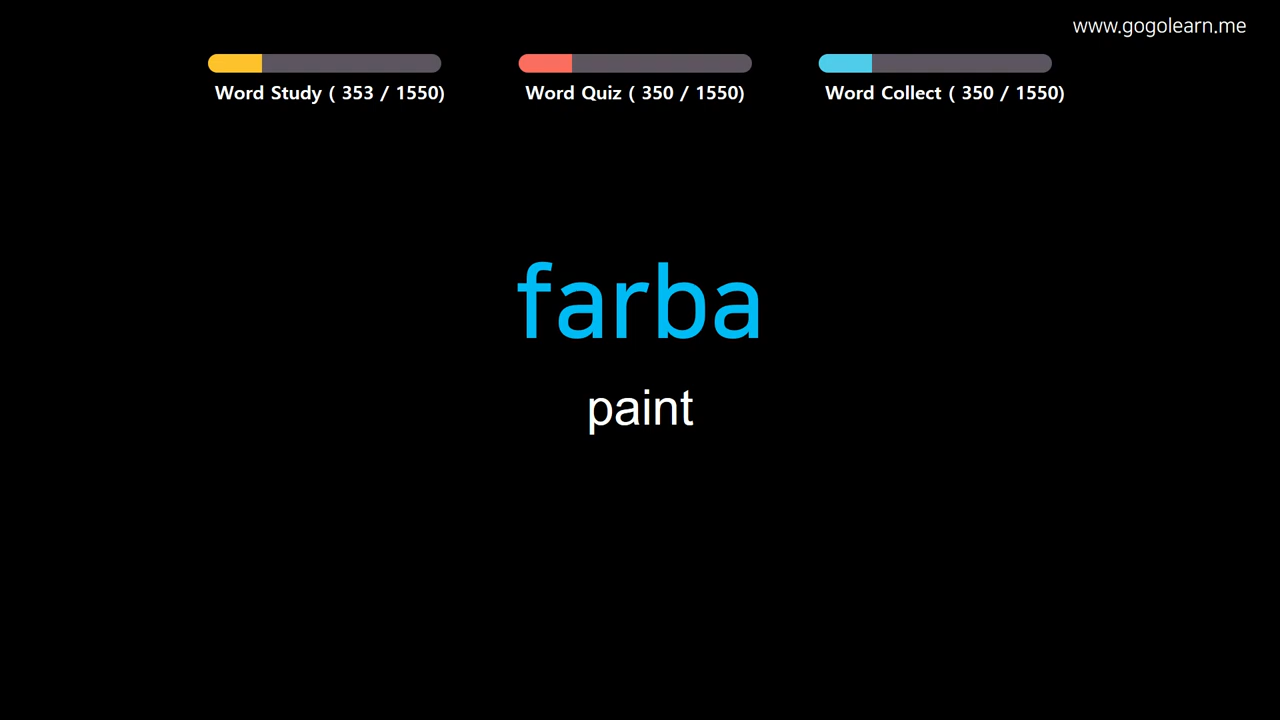 www.gogolearn.me
Word Study ( 353 / 1550)
Word Quiz ( 350 / 1550)
Word Collect ( 350 / 1550)
farba
paint